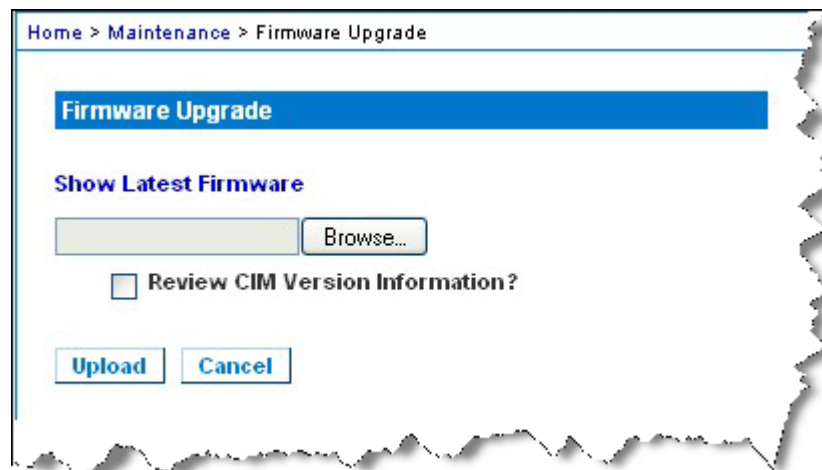 Home > Maintenance > Firmware Upgrade
Firmware Upgrade
Show Latest Firmware
Browse...
Review CIM Version Information?
Upload Cancel